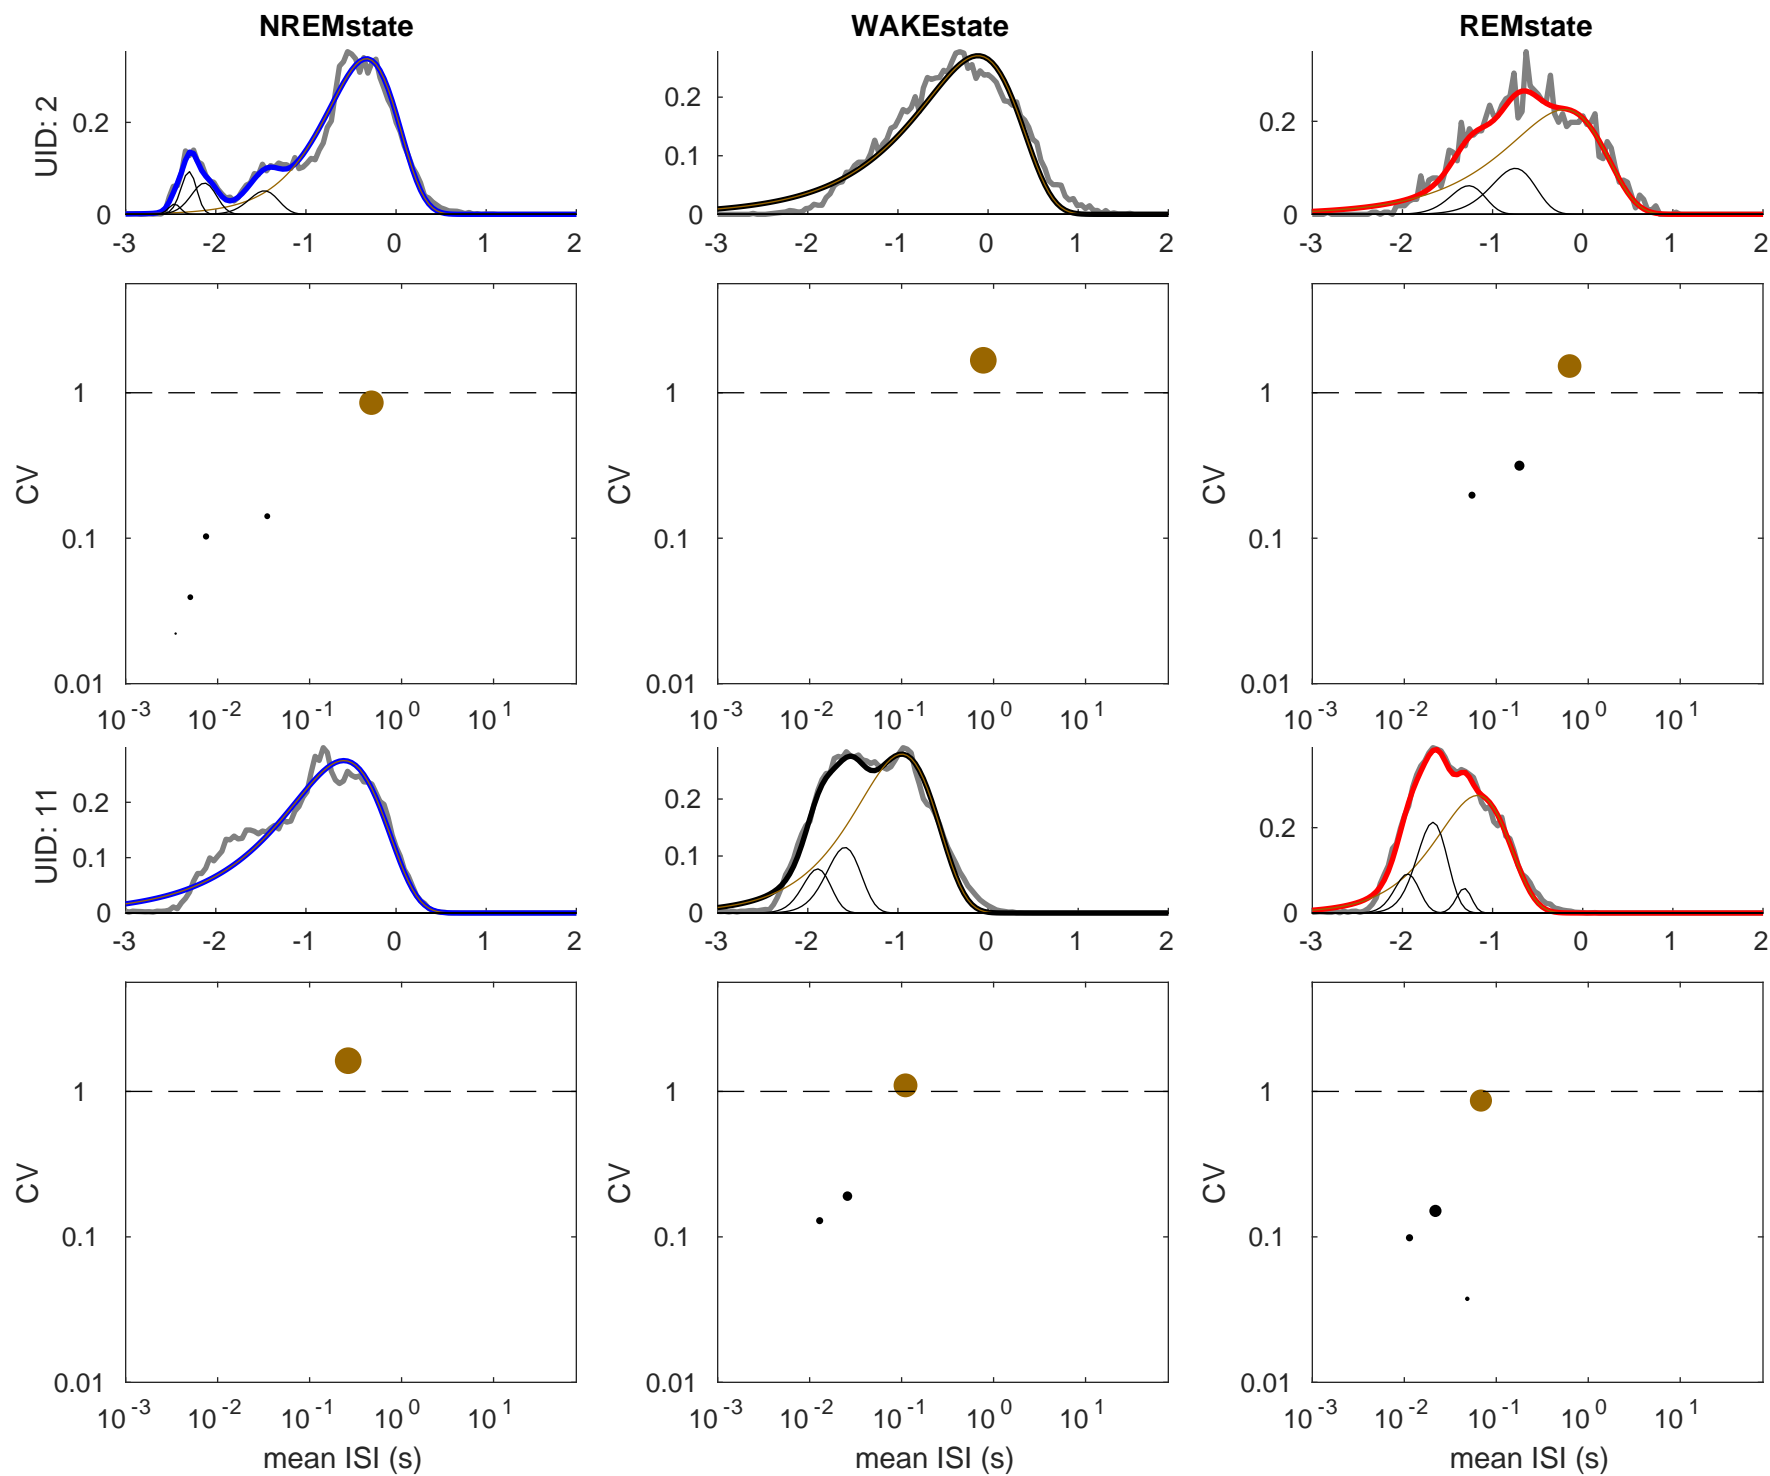 NREMstate WAKEstate REMstate
UID: 2
0.2 0
0.2 0.1 0
0.2 0
-3 -2 -1 0 1 2 -3 -2 -1 0 1 2 -3 -2 -1 0 1 2
CV 1 0.1 0.01
CV 1 0.1 0.01
CV 1 0.1 0.01
10^-3 10^-2 10^-1 10^0 10^1 10^-3 10^-2 10^-1 10^0 10^1 10^-3 10^-2 10^-1 10^0 10^1
UID: 11
0.2 0.1 0
0.2 0.1 0
0.2 0
-3 -2 -1 0 1 2 -3 -2 -1 0 1 2 -3 -2 -1 0 1 2
CV 1 0.1 0.01
CV 1 0.1 0.01
CV 1 0.1 0.01
10^-3 10^-2 10^-1 10^0 10^1 10^-3 10^-2 10^-1 10^0 10^1 10^-3 10^-2 10^-1 10^0 10^1
mean ISI (s) mean ISI (s) mean ISI (s)